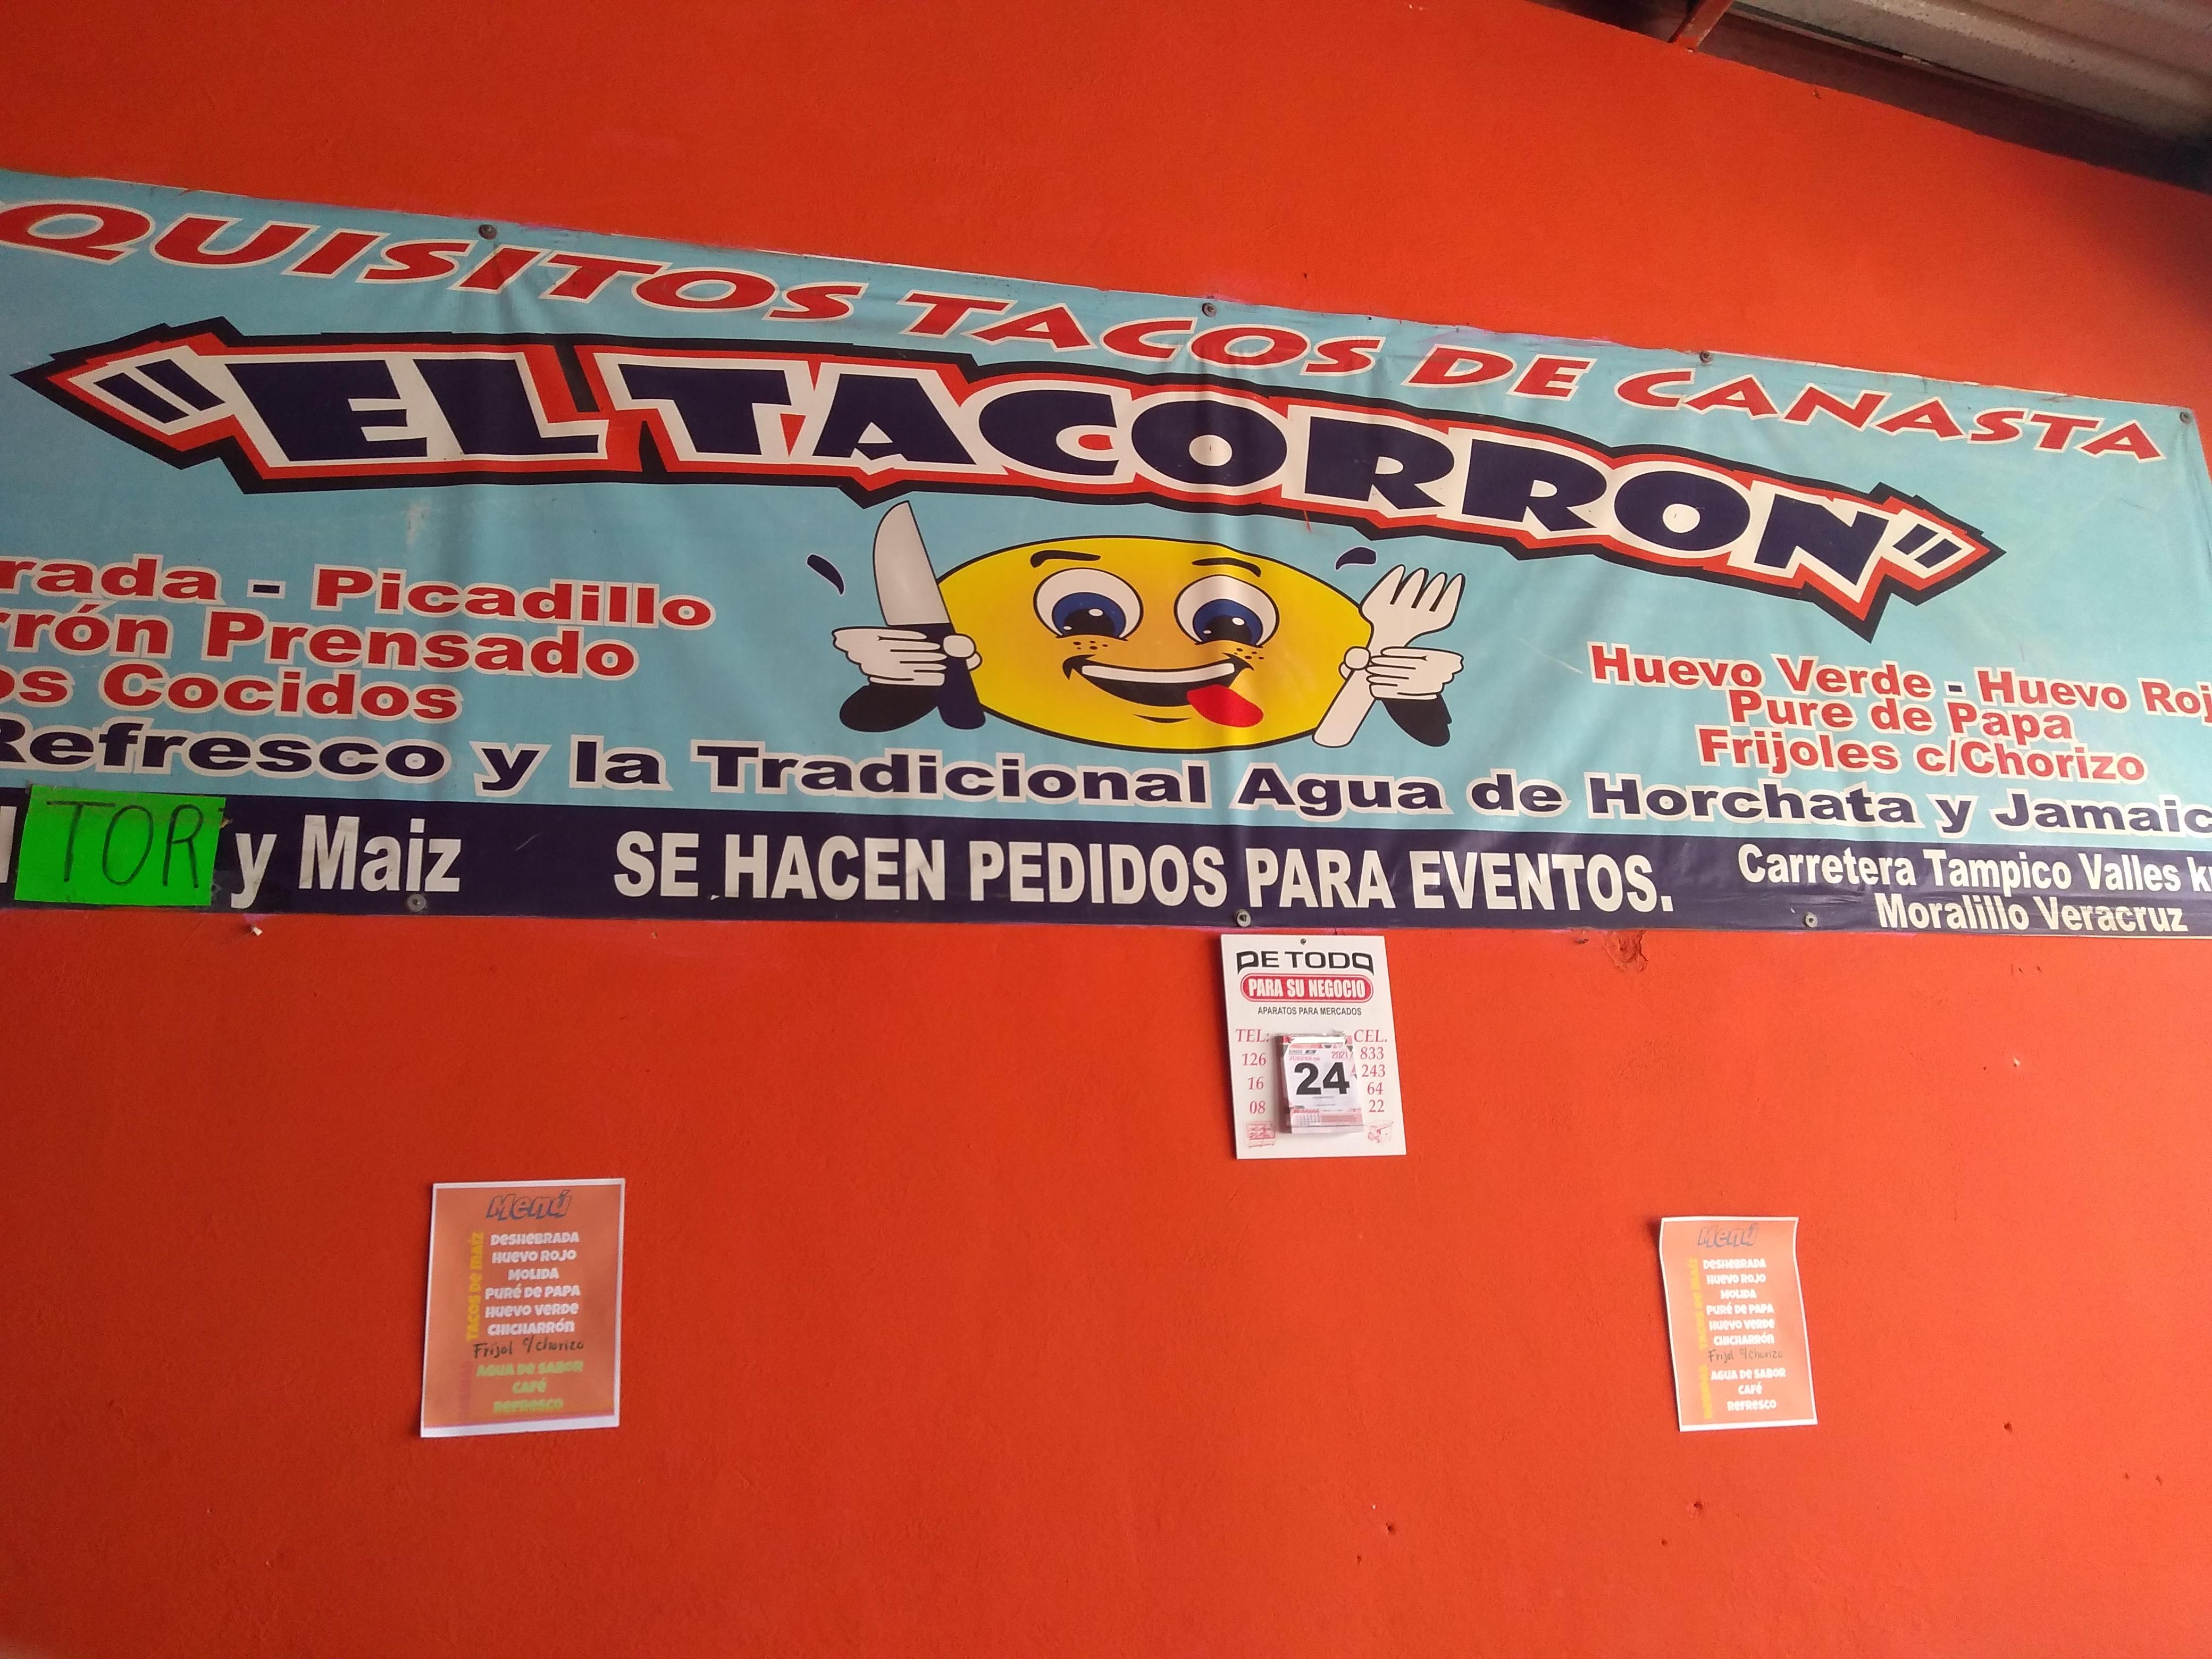 QUISITOS TACOS DE CANASTA
"EL TACORRON"
rada - Picadillo
rrón Prensado
os Cocidos
Huevo Verde - Huevo Roj
Pure de Papa
Frijoles c/Chorizo
Refresco y la Tradicional Agua de Horchata y Jamaic
TOR y Maiz
SE HACEN PEDIDOS PARA EVENTOS.
Carretera Tampico Valles k
Moralillo Veracruz
DE TODO
PARA SU NEGOCIO
APARATOS PARA MERCADOS
TEL:
126
16
08
2021
24
CEL.
833
243
64
22
Menú
TACOS DE MAÍZ
DESHEBRADA
HUEVO ROJO
MOLIDA
PURÉ DE PAPA
HUEVO VERDE
CHICHARRÓN
Frijol c/chorizo
AGUA DE SABOR
CAFÉ
REFRESCO
Menú
TACOS DE MAÍZ
DESHEBRADA
HUEVO ROJO
MOLIDA
PURÉ DE PAPA
HUEVO VERDE
CHICHARRÓN
Frijol c/chorizo
AGUA DE SABOR
CAFÉ
REFRESCO